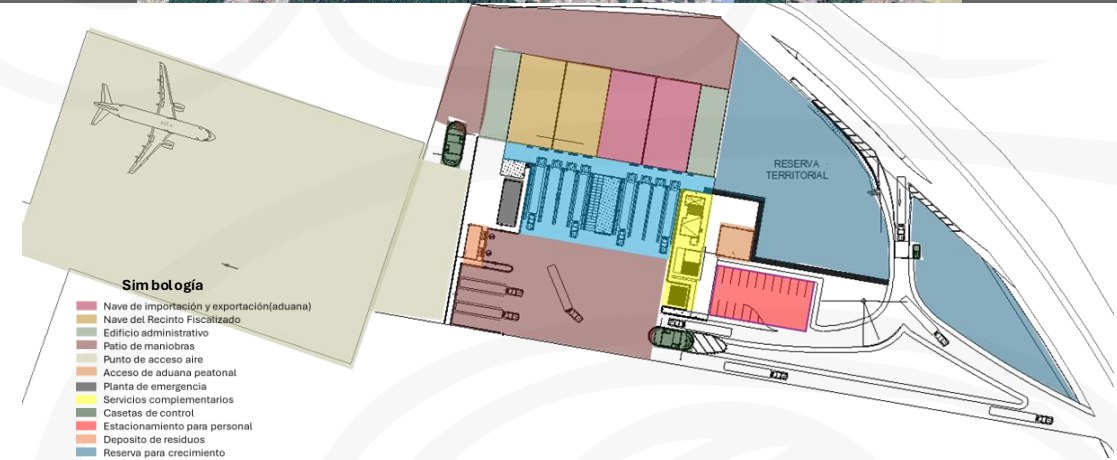 RESERVA
TERRITORIAL
Simbología
Nave de importación y exportación(aduana)
Nave del Recinto Fiscalizado
Edificio administrativo
Patio de maniobras
Punto de acceso aire
Acceso de aduana peatonal
Planta de emergencia
Servicios complementarios
Casetas de control
Estacionamiento para personal
Deposito de residuos
Reserva para crecimiento